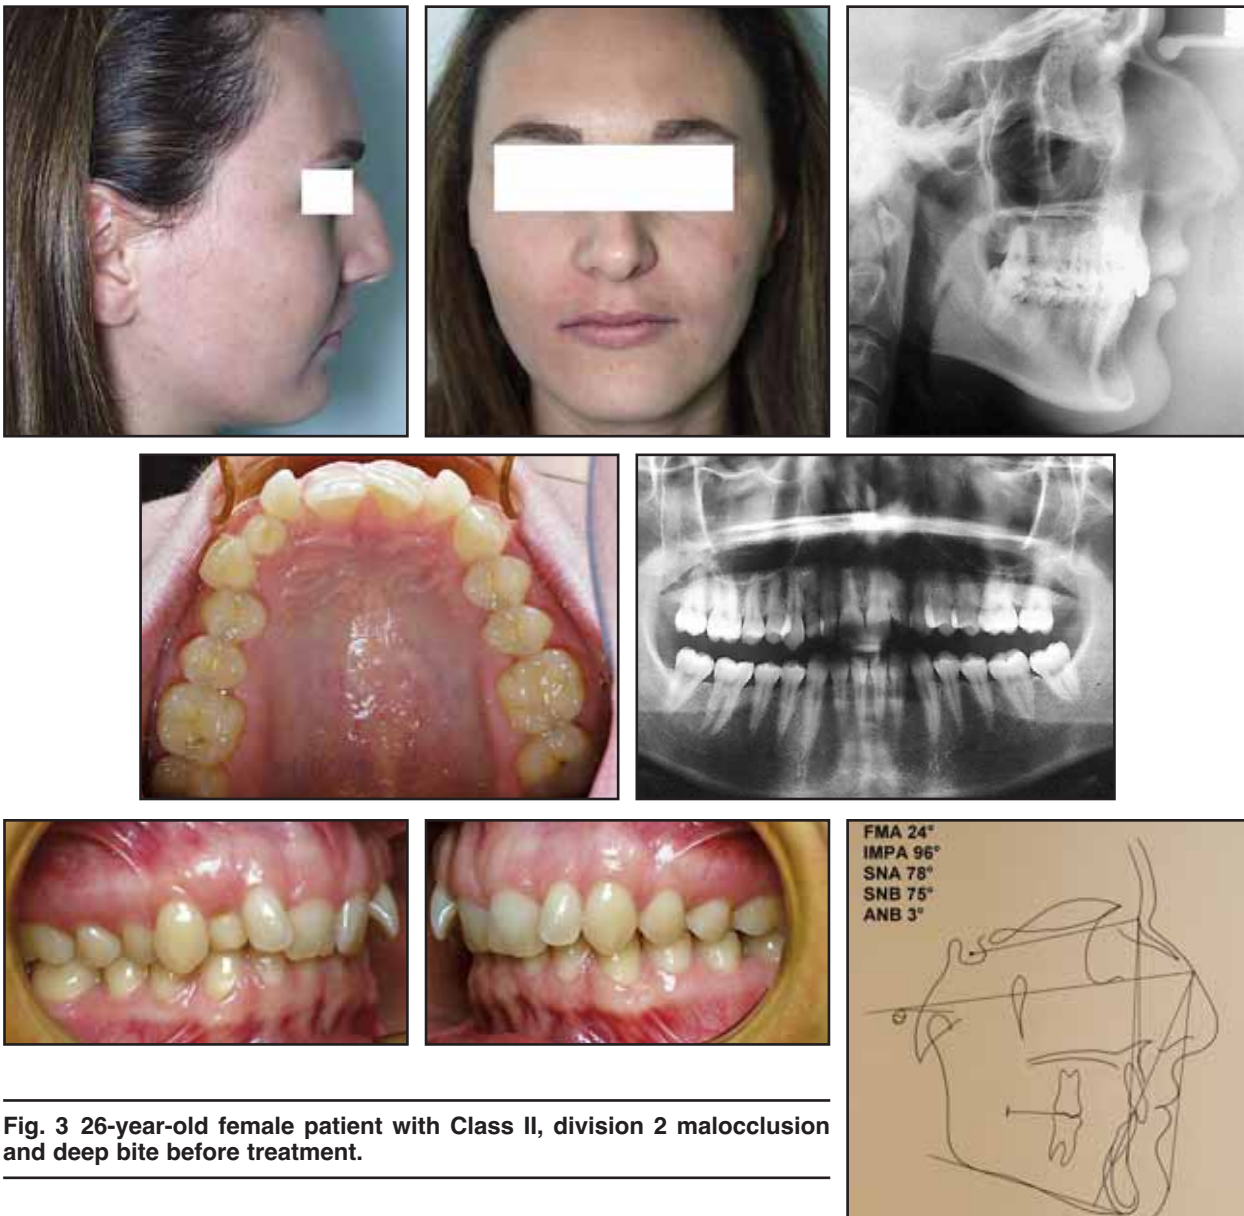 FMA 24°
IMPA 96°
SNA 78°
SNB 75°
ANB 3°
Fig. 3 26-year-old female patient with Class II, division 2 malocclusion
and deep bite before treatment.